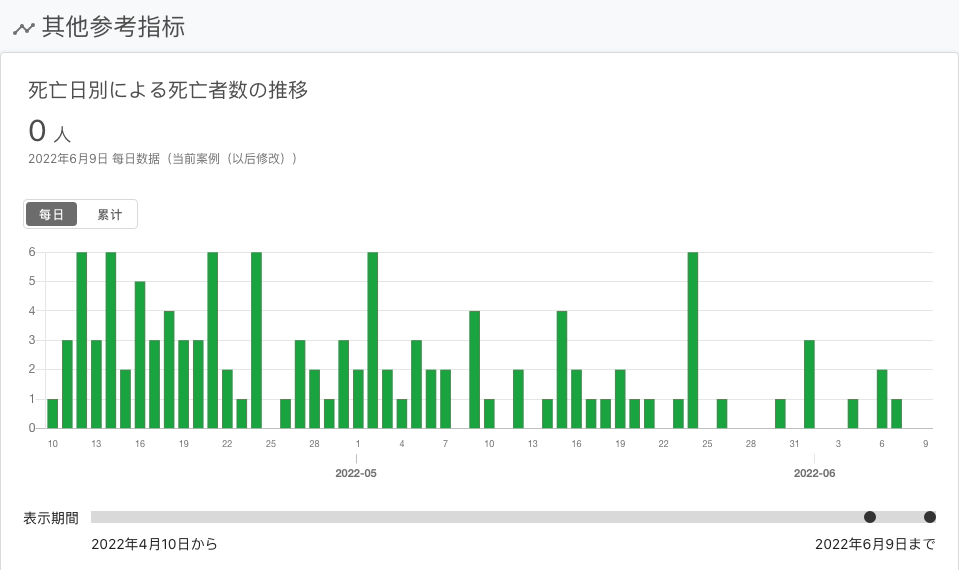 其他参考指标
死亡日別による死亡者数の推移
0 人
2022年6月9日 每日数据（当前案例（以后修改））
每日 累计
6
5
4
3
2
1
0
10 13 16 19 22 25 28 1 4 7 10 13 16 19 22 25 28 31 3 6 9
2022-05 2022-06
表示期間
2022年4月10日から 2022年6月9日まで